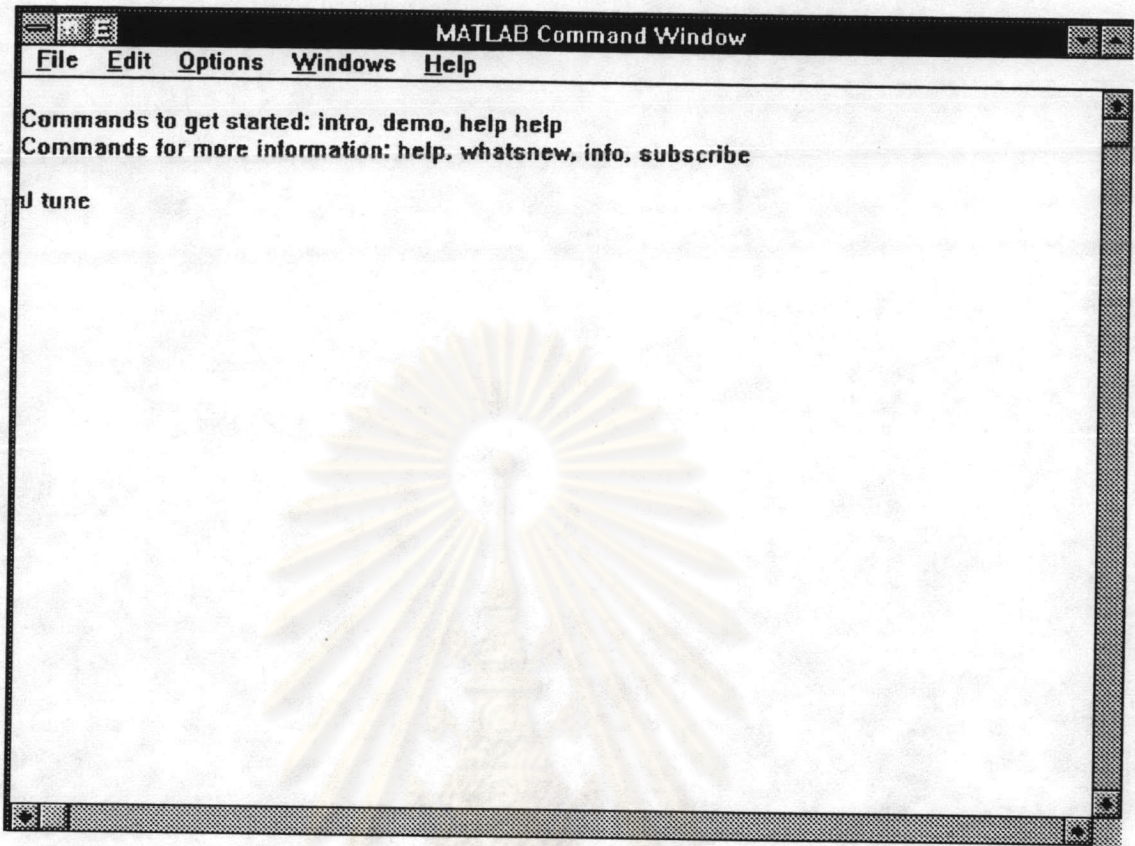 MATLAB Command Window
File Edit Options Windows Help
Commands to get started: intro, demo, help help
Commands for more information: help, whatsnew, info, subscribe
tune